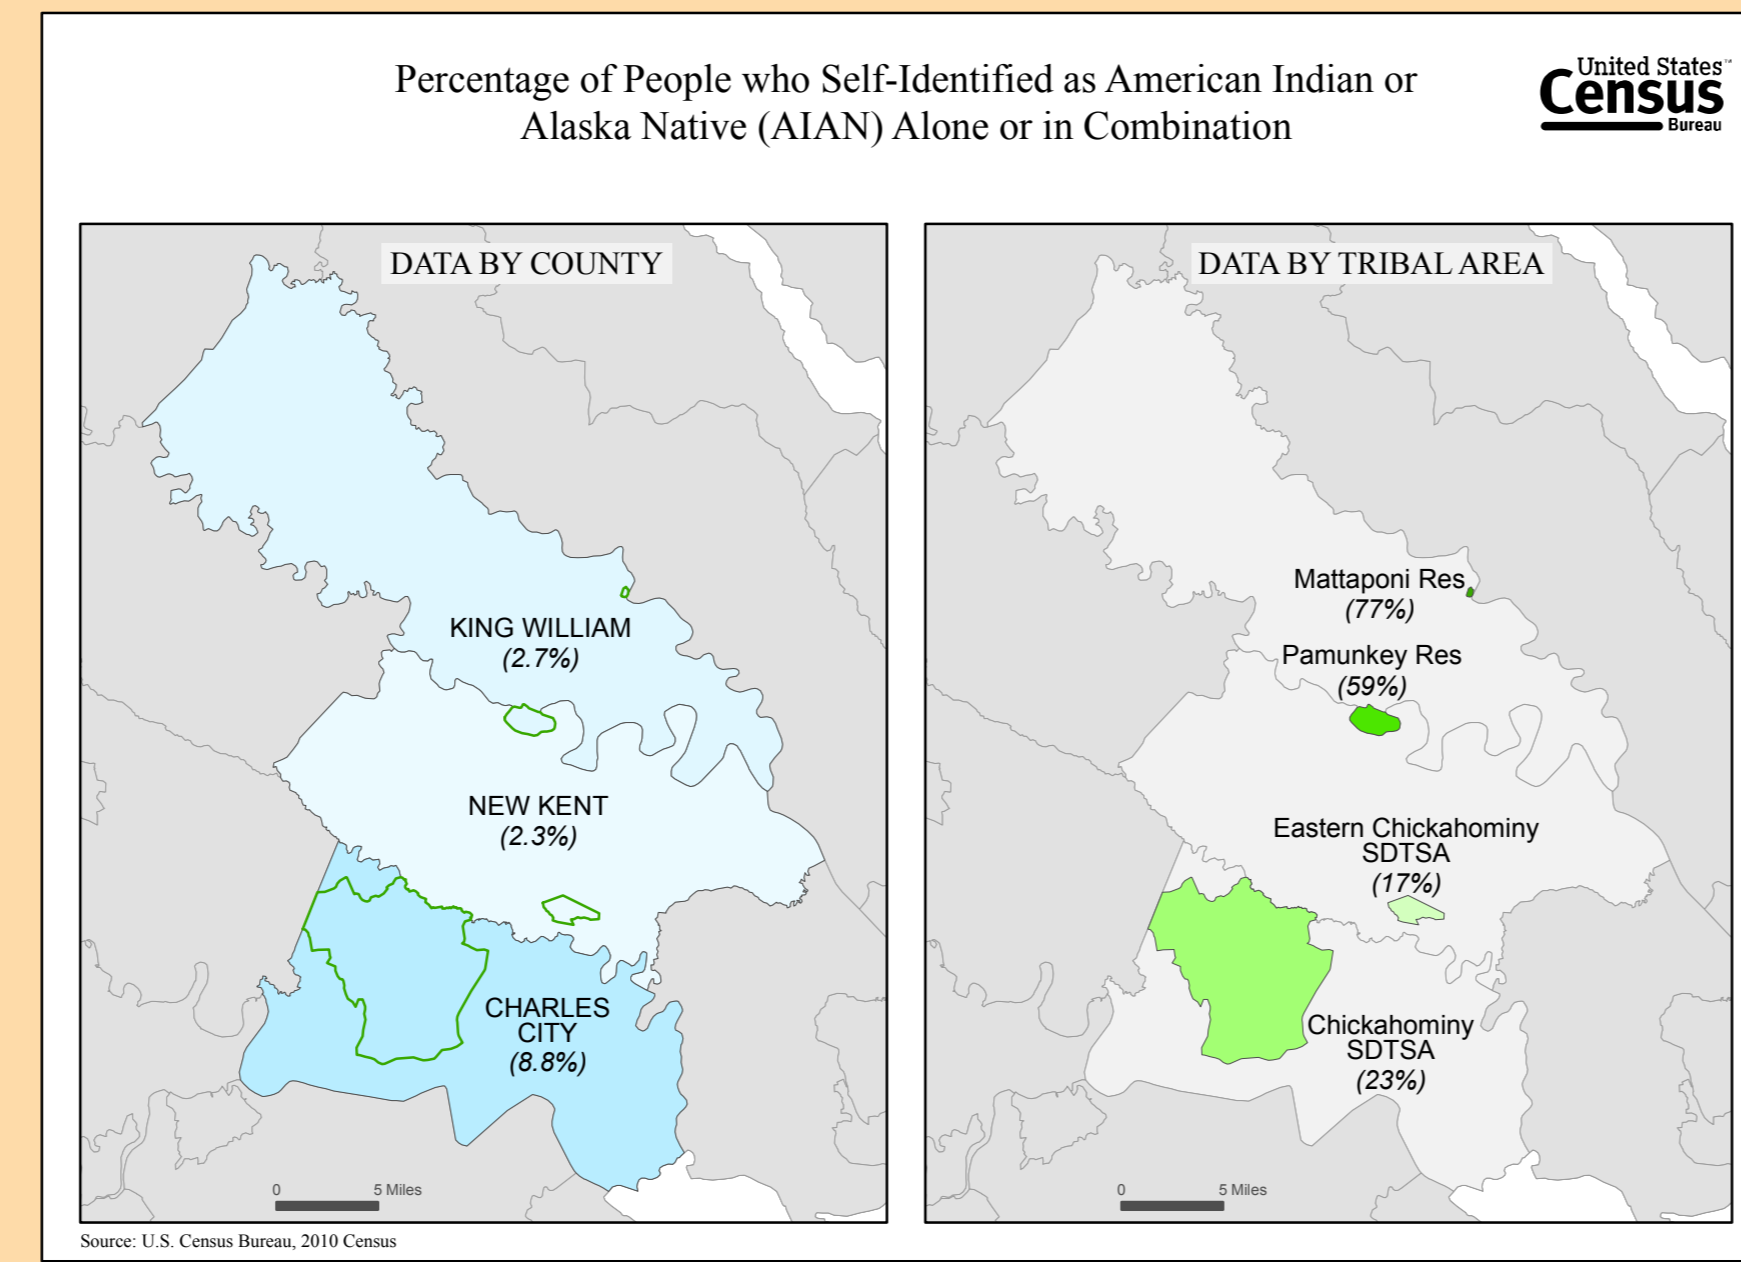 Percentage of People who Self-Identified as American Indian or
Alaska Native (AIAN) Alone or in Combination
United States™
Census
Bureau
DATA BY COUNTY
KING WILLIAM
(2.7%)
NEW KENT
(2.3%)
CHARLES
CITY
(8.8%)
0 5 Miles
DATA BY TRIBAL AREA
Mattaponi Res
(77%)
Pamunkey Res
(59%)
Eastern Chickahominy
SDTSA
(17%)
Chickahominy
SDTSA
(23%)
0 5 Miles
Source: U.S. Census Bureau, 2010 Census